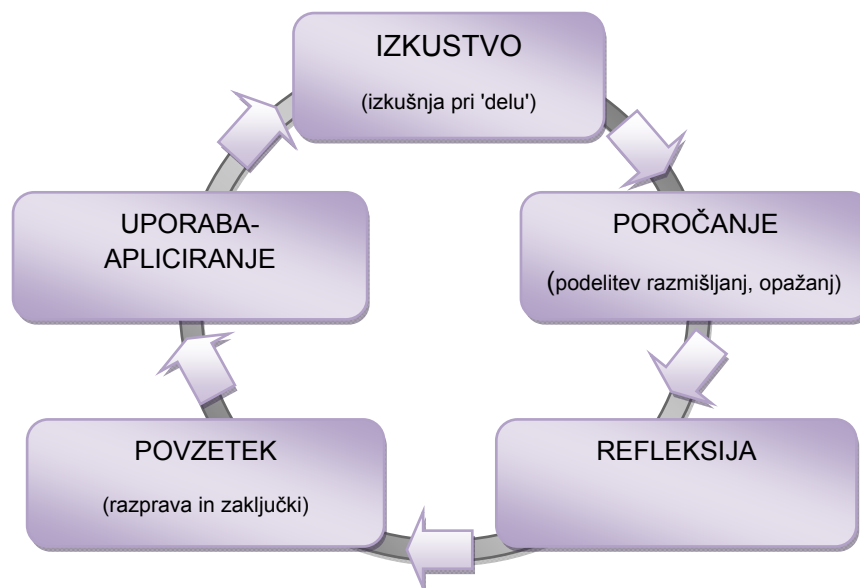 IZKUSTVO
(izkušnja pri 'delu')
POROČANJE
(podelitev razmišljanj, opažanj)
REFLEKSIJA
POVZETEK
(razprava in zaključki)
UPORABA-
APLICIRANJE